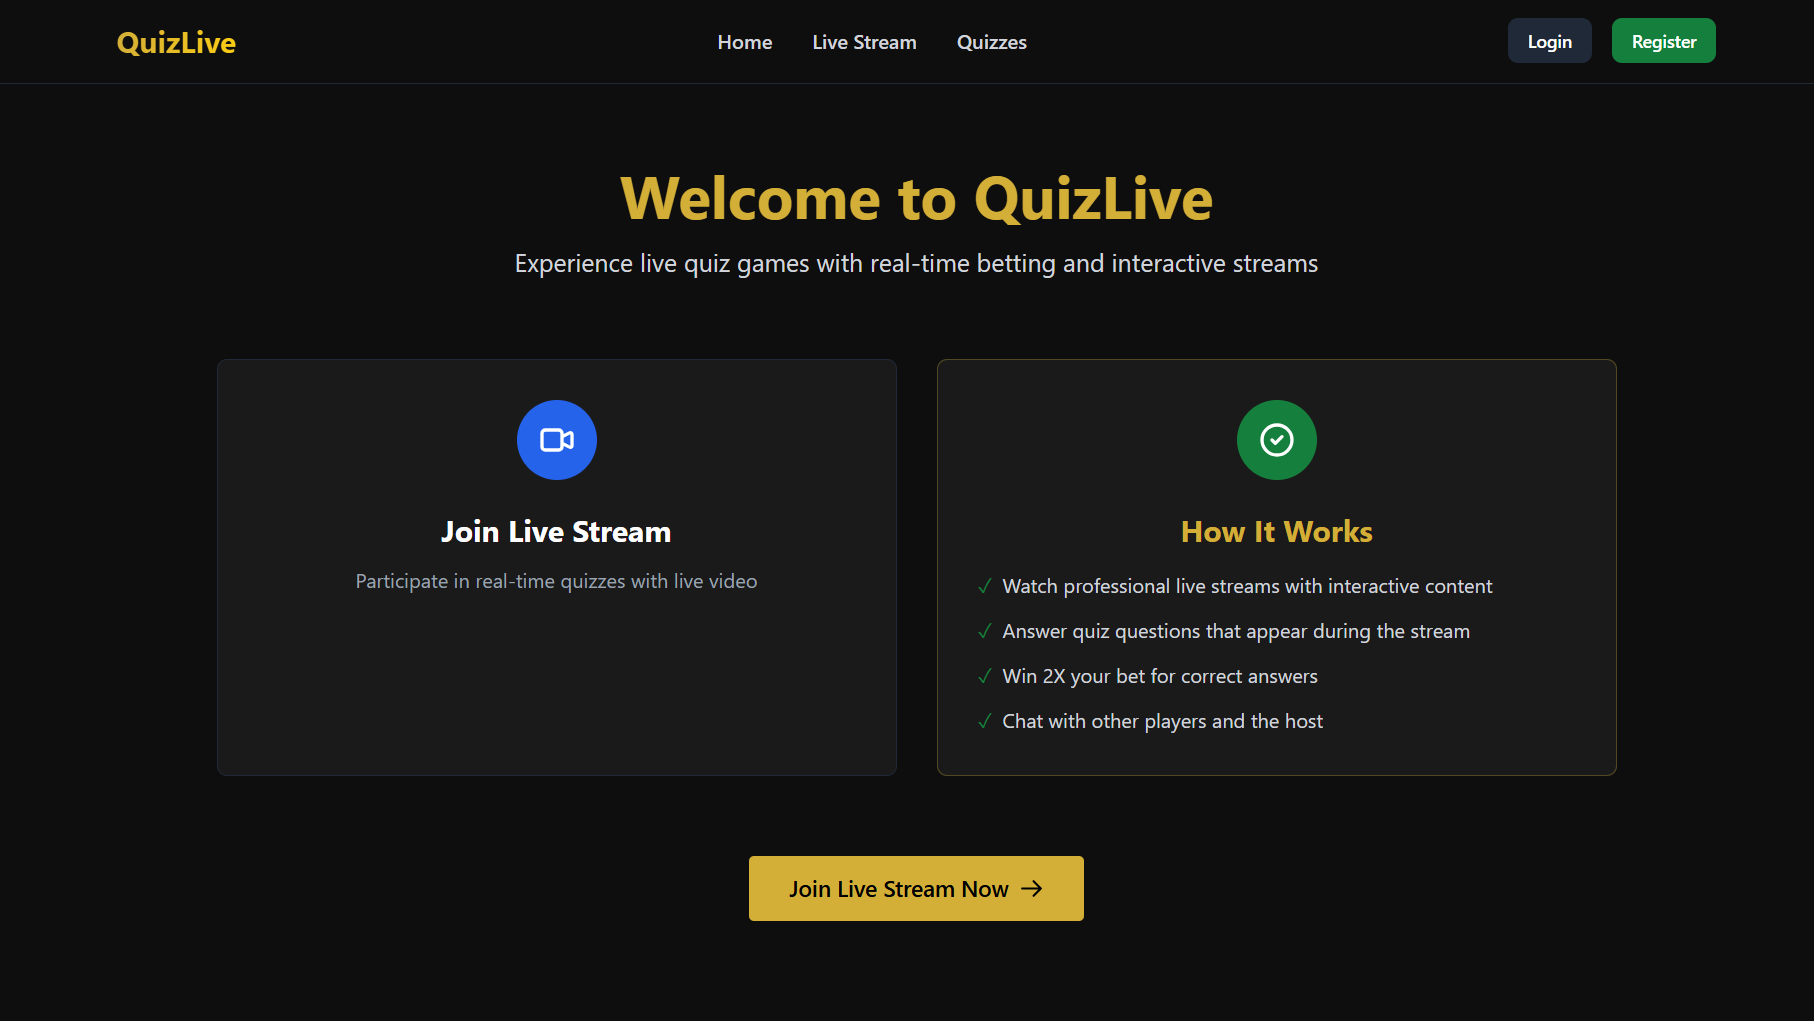 QuizLive
Home
Live Stream
Quizzes
Login
Register
Welcome to QuizLive
Experience live quiz games with real-time betting and interactive streams
Join Live Stream
Participate in real-time quizzes with live video
How It Works
✓ Watch professional live streams with interactive content
✓ Answer quiz questions that appear during the stream
✓ Win 2X your bet for correct answers
✓ Chat with other players and the host
Join Live Stream Now →